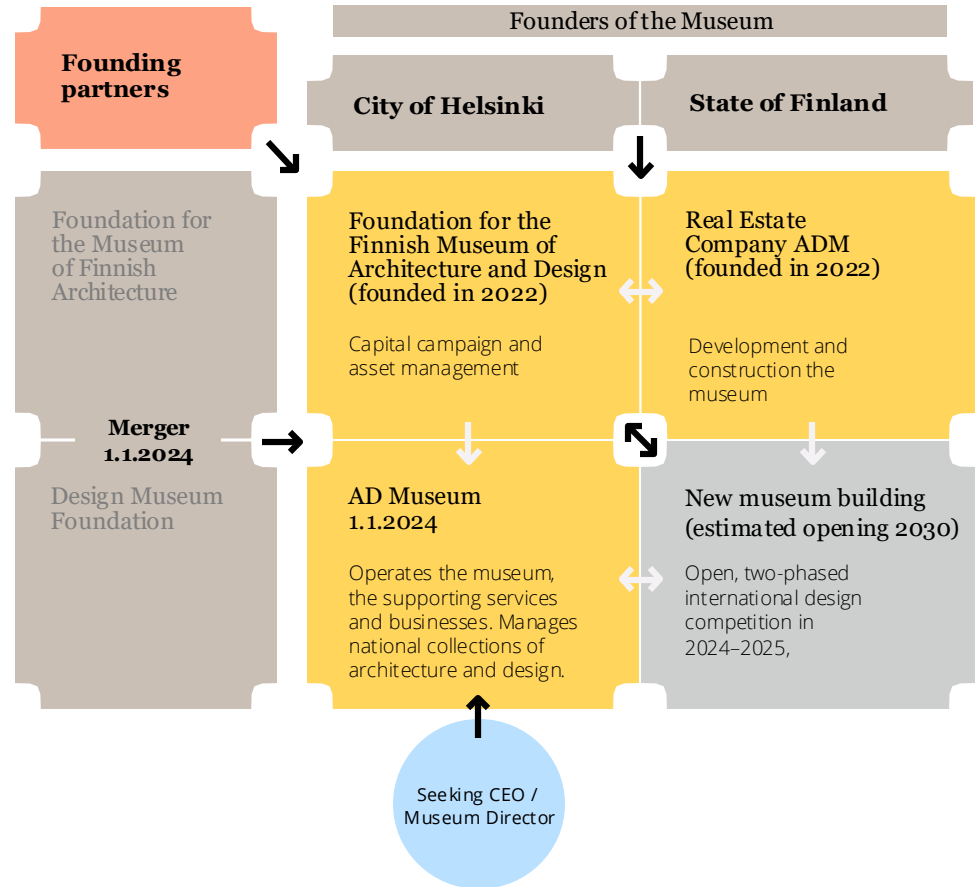 Founders of the Museum
Founding
partners
City of Helsinki
State of Finland
Foundation for
the Museum
of Finnish
Architecture
Foundation for the
Finnish Museum of
Architecture and Design
(founded in 2022)
Capital campaign and
asset management
Real Estate
Company ADM
(founded in 2022)
Development and
construction the
museum
Merger
1.1.2024
Design Museum
Foundation
AD Museum
1.1.2024
Operates the museum,
the supporting services
and businesses. Manages
national collections of
architecture and design.
New museum building
(estimated opening 2030)
Open, two-phased
international design
competition in
2024–2025,
Seeking CEO /
Museum Director